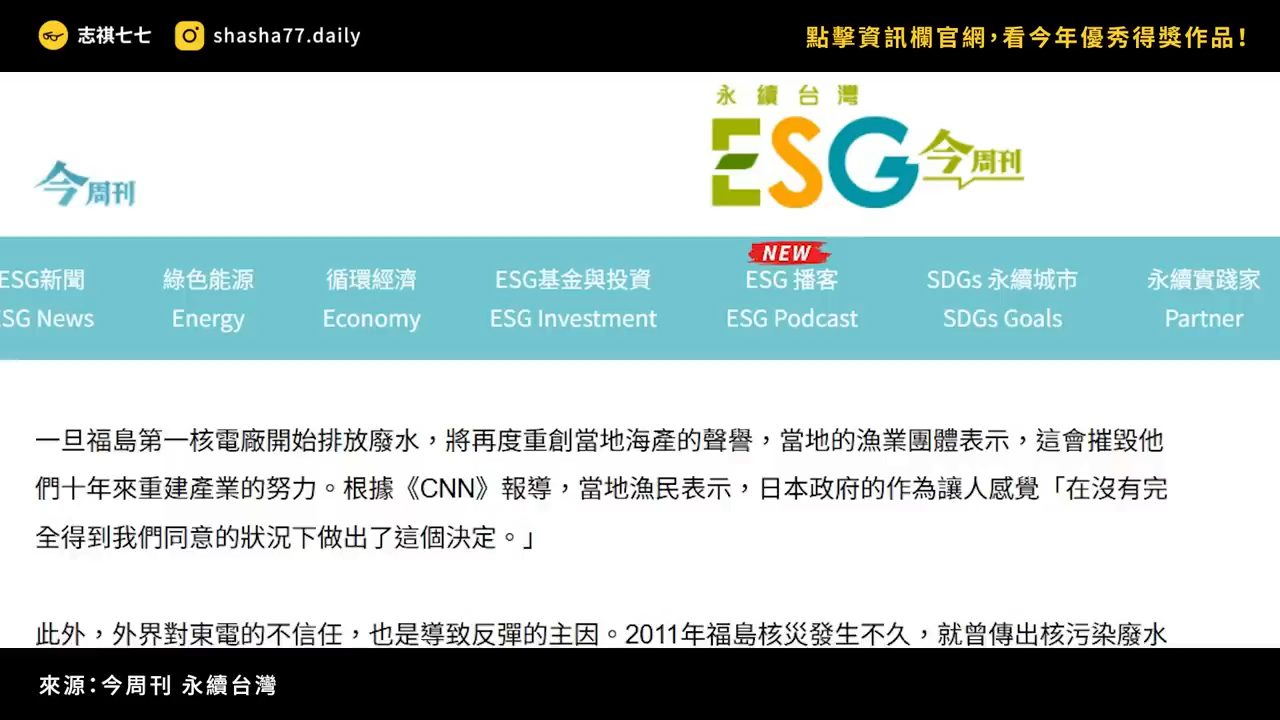 志祺七七 shasha77.daily
點擊資訊欄官網，看今年優秀得獎作品！
永續台灣
ESG今周刊
今周刊
NEW
ESG新聞 綠色能源 循環經濟 ESG基金與投資 ESG 播客 SDGs 永續城市 永續實踐家
SG News Energy Economy ESG Investment ESG Podcast SDGs Goals Partner
一旦福島第一核電廠開始排放廢水，將再度重創當地海產的聲譽，當地的漁業團體表示，這會摧毀他
們十年來重建產業的努力。根據《CNN》報導，當地漁民表示，日本政府的作為讓人感覺「在沒有完
全得到我們同意的狀況下做出了這個決定。」
此外，外界對東電的不信任，也是導致反彈的主因。2011年福島核災發生不久，就曾傳出核污染廢水
來源：今周刊 永續台灣